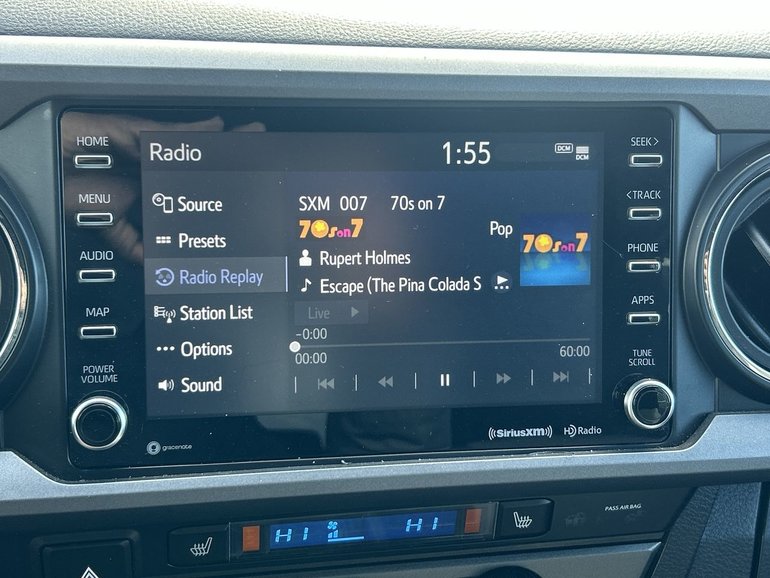 HOME
MENU
AUDIO
MAP
POWER
VOLUME
gracenote
Radio 1:55 DCM
DCM
Source
Presets
Radio Replay
Station List
Options
Sound
SXM 007 70s on 7
70s on 7
Pop
70s on 7
Rupert Holmes
Escape (The Pina Colada S
Live
-0:00
00:00 60:00
((SiriusXM)) HD Radio
SEEK>
<TRACK
PHONE
APPS
TUNE
SCROLL
HI HI
PASS AIR BAG